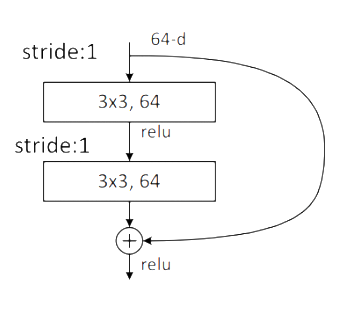 64-d
stride:1
3x3, 64
relu
stride:1
3x3, 64
+
relu